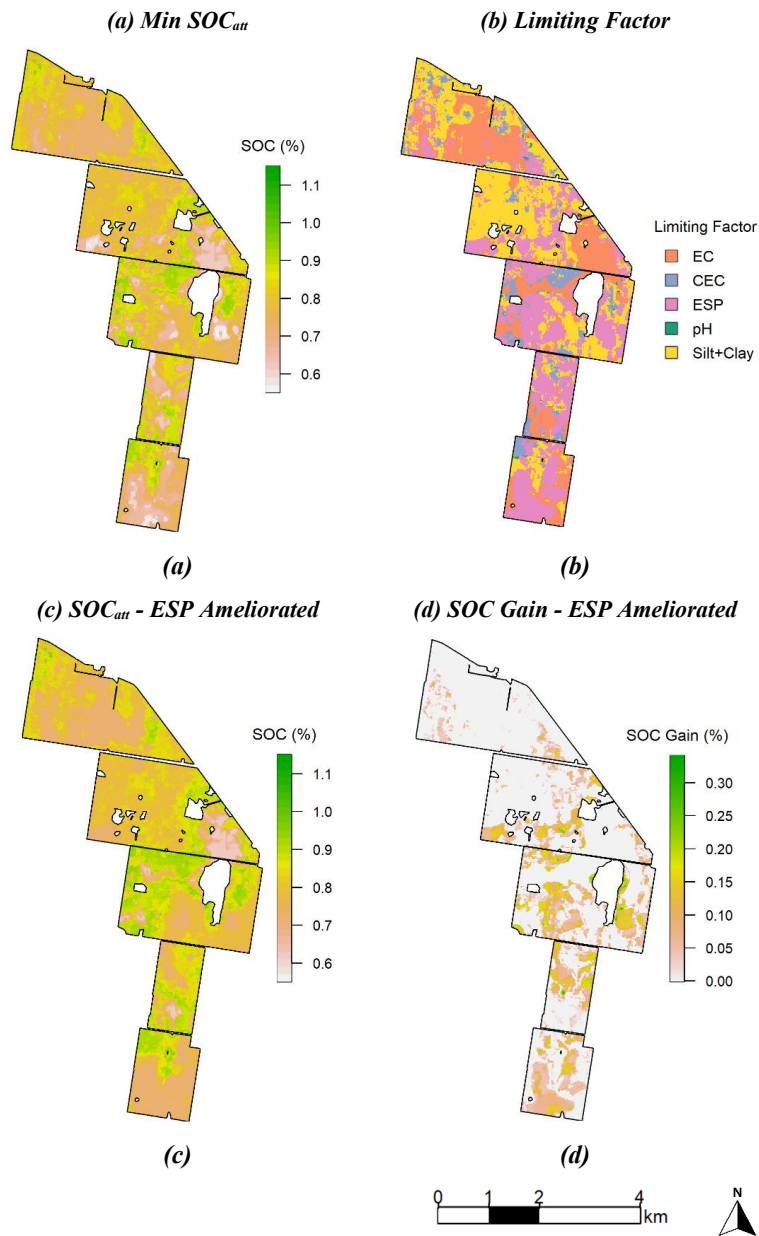 (a) Min SOCatt
(b) Limiting Factor
SOC (%)
1.1
1.0
0.9
0.8
0.7
0.6
Limiting Factor
EC
CEC
ESP
pH
Silt+Clay
(a)
(b)
(c) SOCatt - ESP Ameliorated
(d) SOC Gain - ESP Ameliorated
SOC (%)
1.1
1.0
0.9
0.8
0.7
0.6
SOC Gain (%)
0.30
0.25
0.20
0.15
0.10
0.05
0.00
(c)
(d)
0 1 2 4
km
N